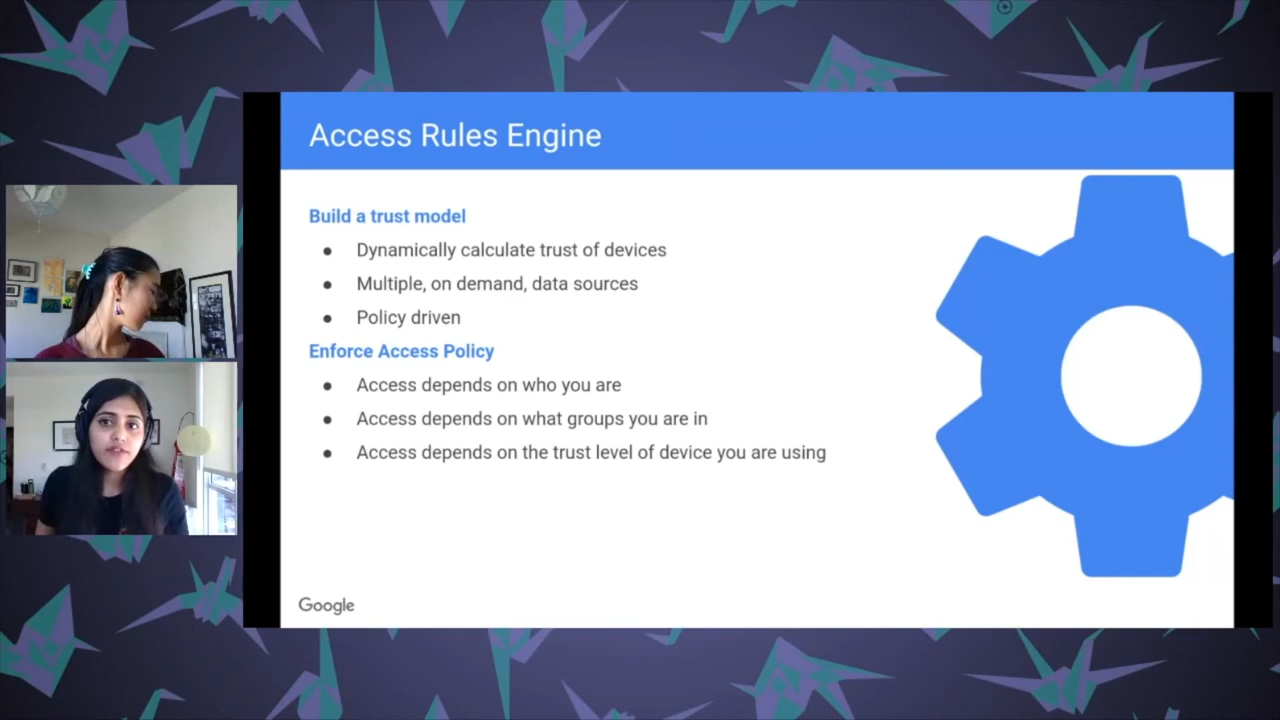 Access Rules Engine
Build a trust model
● Dynamically calculate trust of devices
● Multiple, on demand, data sources
● Policy driven
Enforce Access Policy
● Access depends on who you are
● Access depends on what groups you are in
● Access depends on the trust level of device you are using
Google